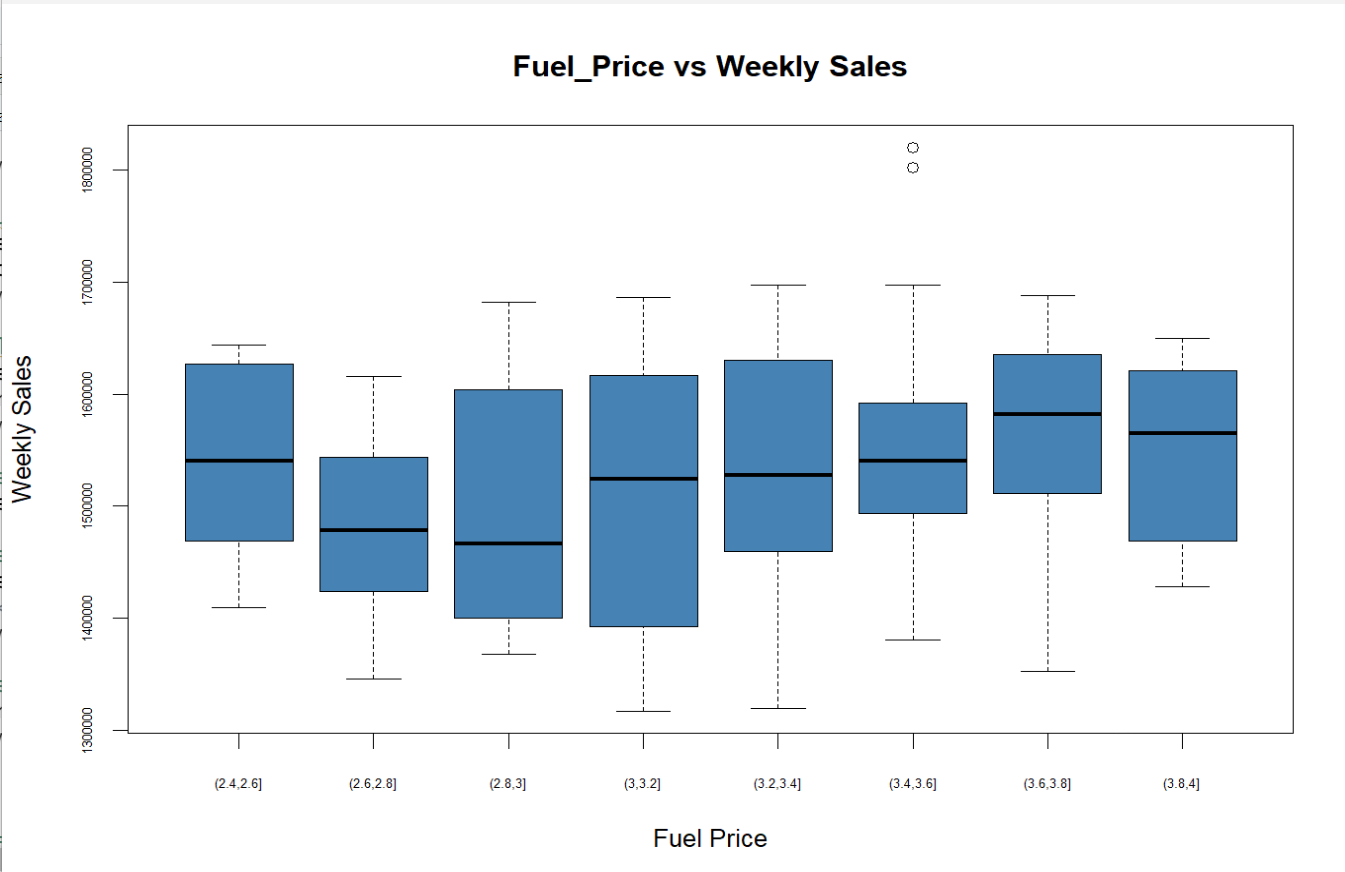 Fuel_Price vs Weekly Sales
Weekly Sales
1800000
1700000
1600000
1500000
1400000
1300000
(2.4,2.6] (2.6,2.8] (2.8,3] (3,3.2] (3.2,3.4] (3.4,3.6] (3.6,3.8] (3.8,4]
Fuel Price